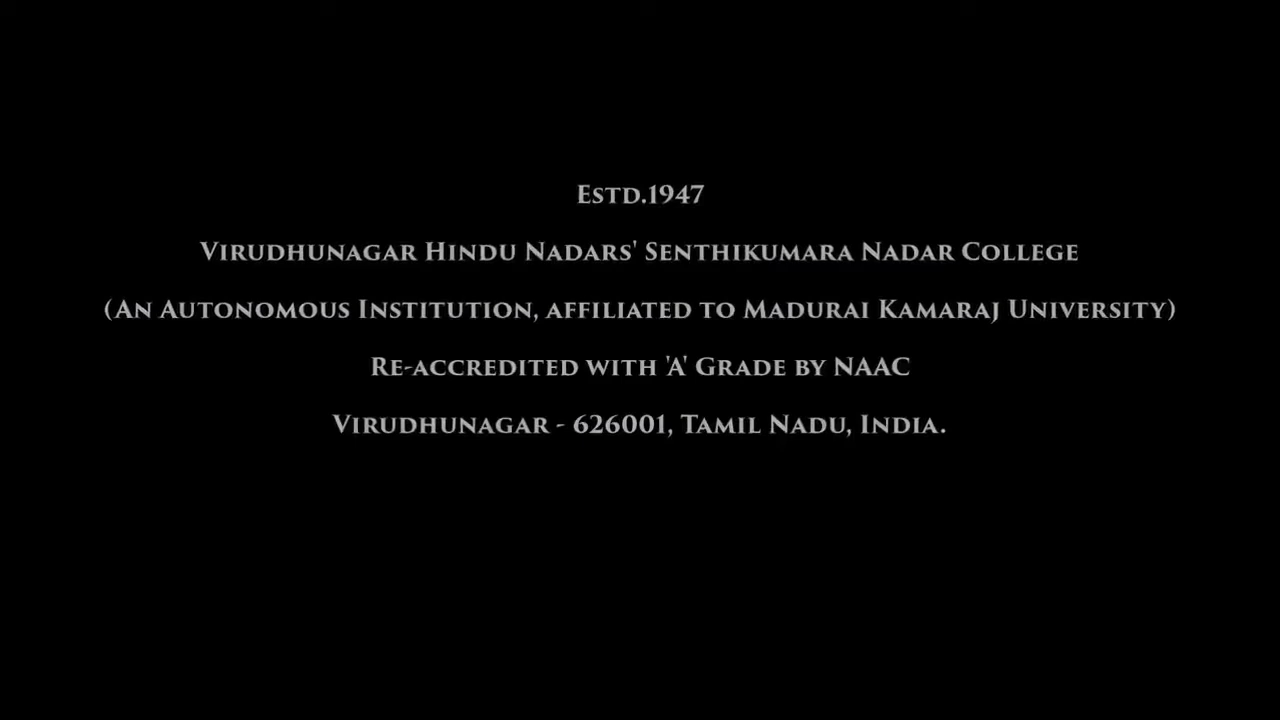 Estd.1947
Virudhunagar Hindu Nadars' Senthikumara Nadar College
(An Autonomous Institution, affiliated to Madurai Kamaraj University)
Re-accredited with 'A' Grade by NAAC
Virudhunagar - 626001, Tamil Nadu, India.